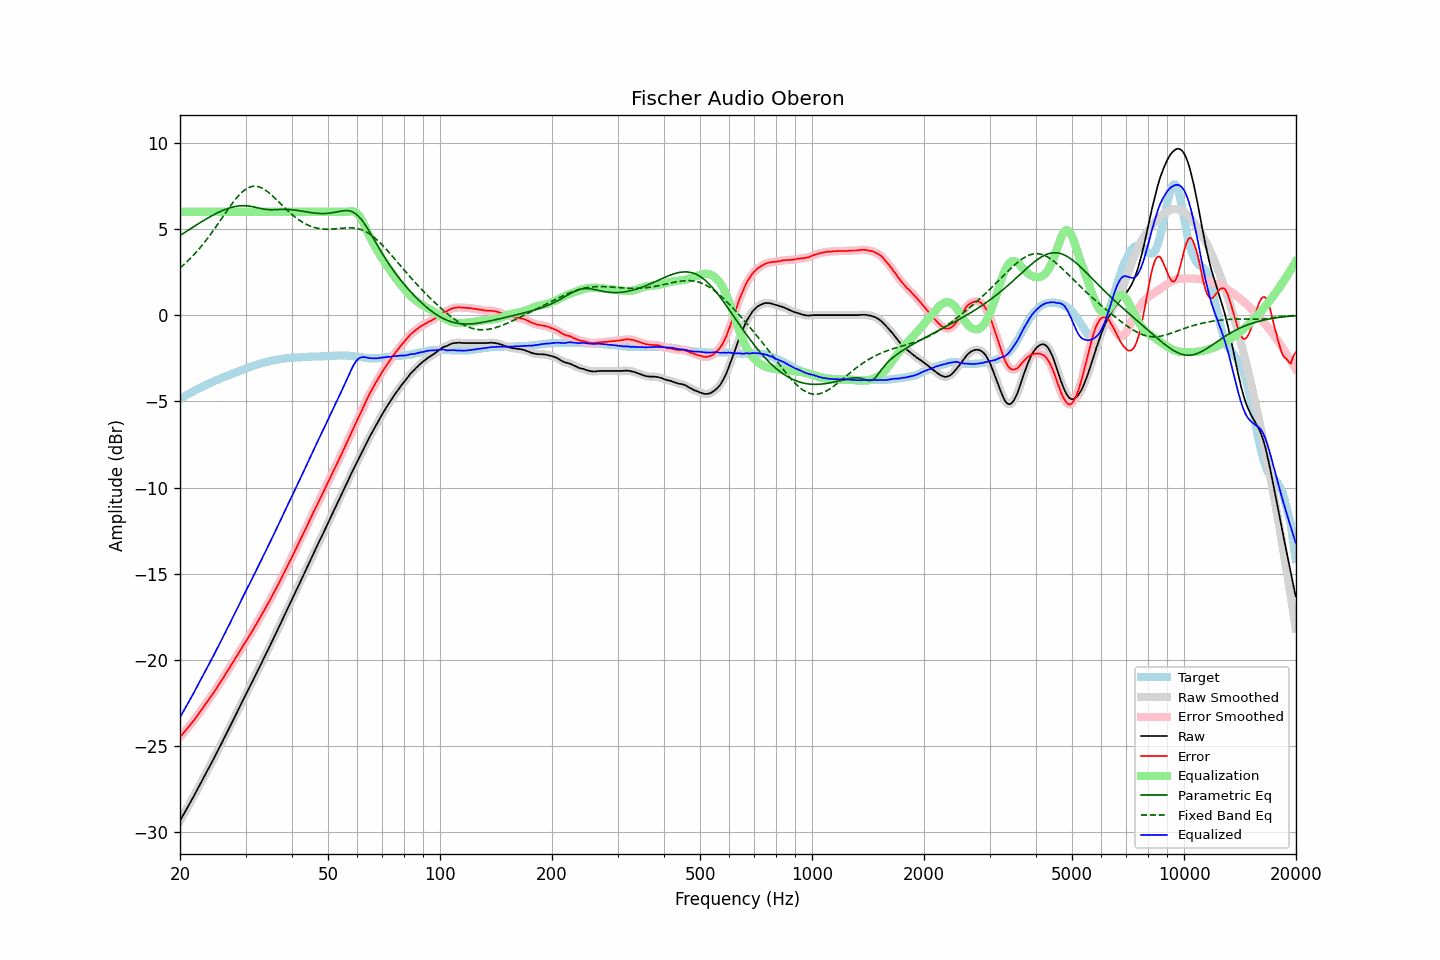 Fischer Audio Oberon
Amplitude (dBr)
10
5
0
−5
−10
−15
−20
−25
−30
Target
Raw Smoothed
Error Smoothed
Raw
Error
Equalization
Parametric Eq
Fixed Band Eq
Equalized
20 50 100 200 500 1000 2000 5000 10000 20000
Frequency (Hz)